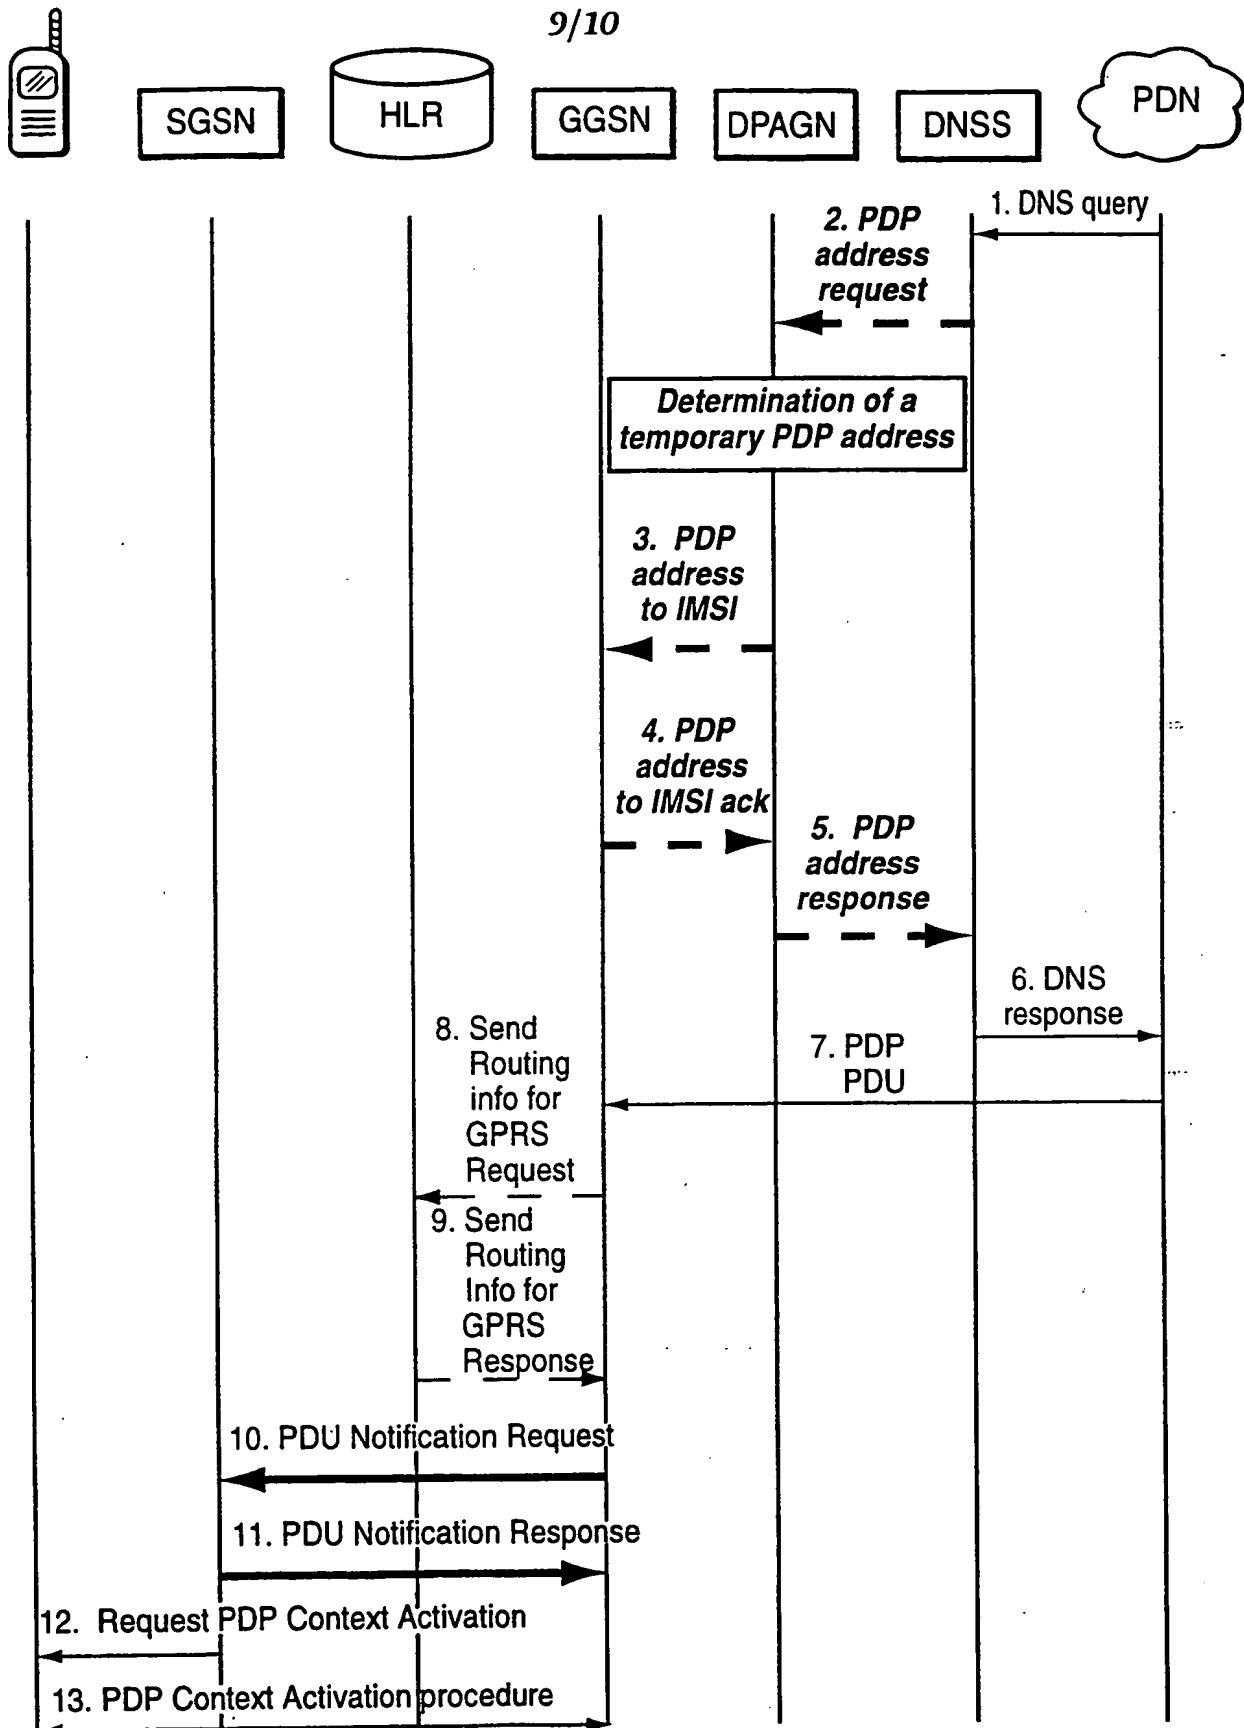 9/10
SGSN
HLR
GGSN
DPAGN
DNSS
PDN
1. DNS query
2. PDP
address
request
Determination of a
temporary PDP address
3. PDP
address
to IMSI
4. PDP
address
to IMSI ack
5. PDP
address
response
6. DNS
response
7. PDP
PDU
8. Send
Routing
info for
GPRS
Request
9. Send
Routing
Info for
GPRS
Response
10. PDU Notification Request
11. PDU Notification Response
12. Request PDP Context Activation
13. PDP Context Activation procedure